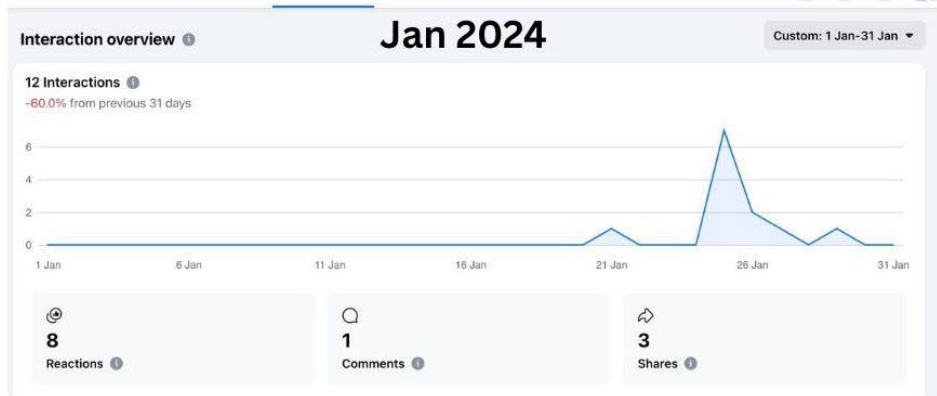 Interaction overview
Jan 2024
Custom: 1 Jan-31 Jan
12 Interactions
-60.0% from previous 31 days
6
4
2
0
1 Jan 6 Jan 11 Jan 16 Jan 21 Jan 26 Jan 31 Jan
8 1 3
Reactions Comments Shares